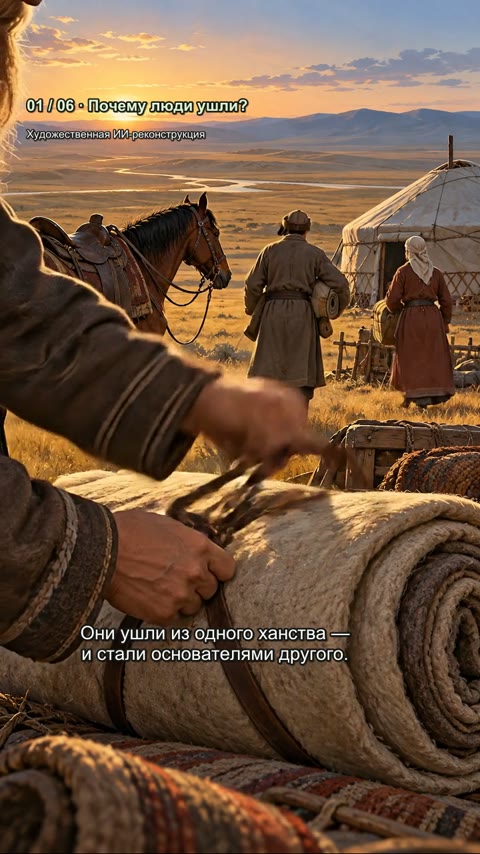 01 / 06 · Почему люди ушли?
Художественная ИИ-реконструкция
Они ушли из одного ханства —
и стали основателями другого.